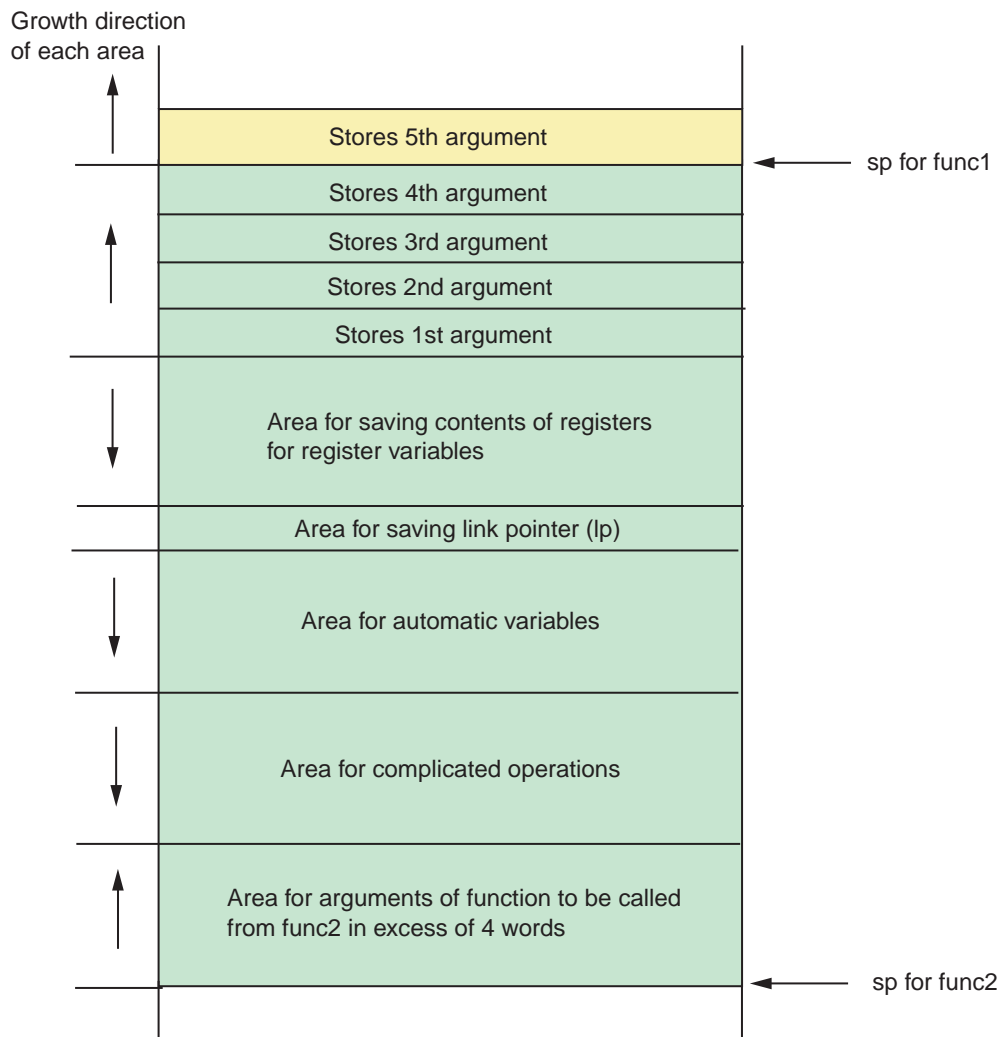 Growth direction
of each area
Stores 5th argument
sp for func1
Stores 4th argument
Stores 3rd argument
Stores 2nd argument
Stores 1st argument
Area for saving contents of registers
for register variables
Area for saving link pointer (lp)
Area for automatic variables
Area for complicated operations
Area for arguments of function to be called
from func2 in excess of 4 words
sp for func2